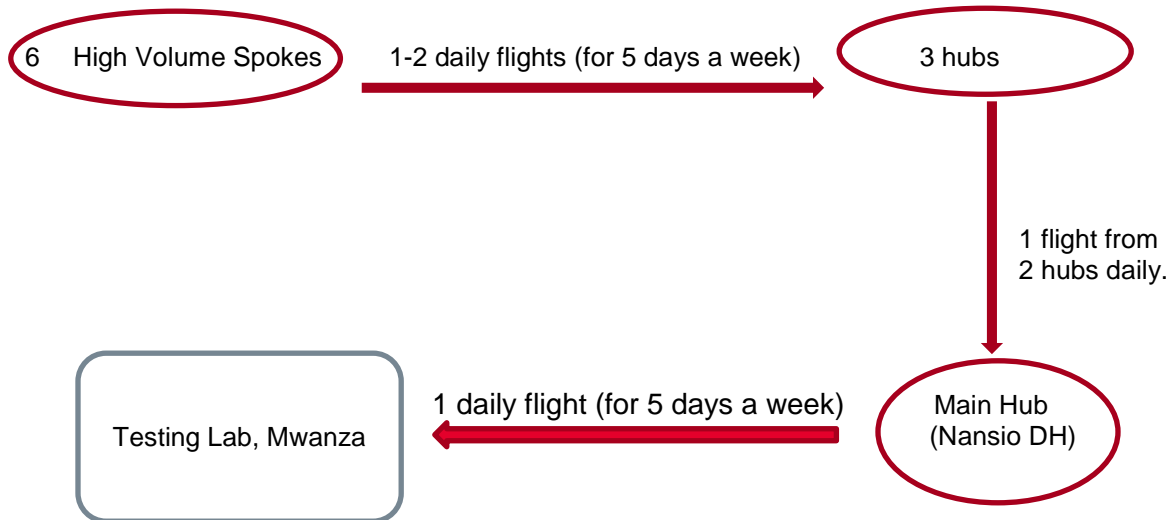 6 High Volume Spokes
1-2 daily flights (for 5 days a week)
3 hubs
1 flight from
2 hubs daily.
Main Hub
(Nansio DH)
1 daily flight (for 5 days a week)
Testing Lab, Mwanza